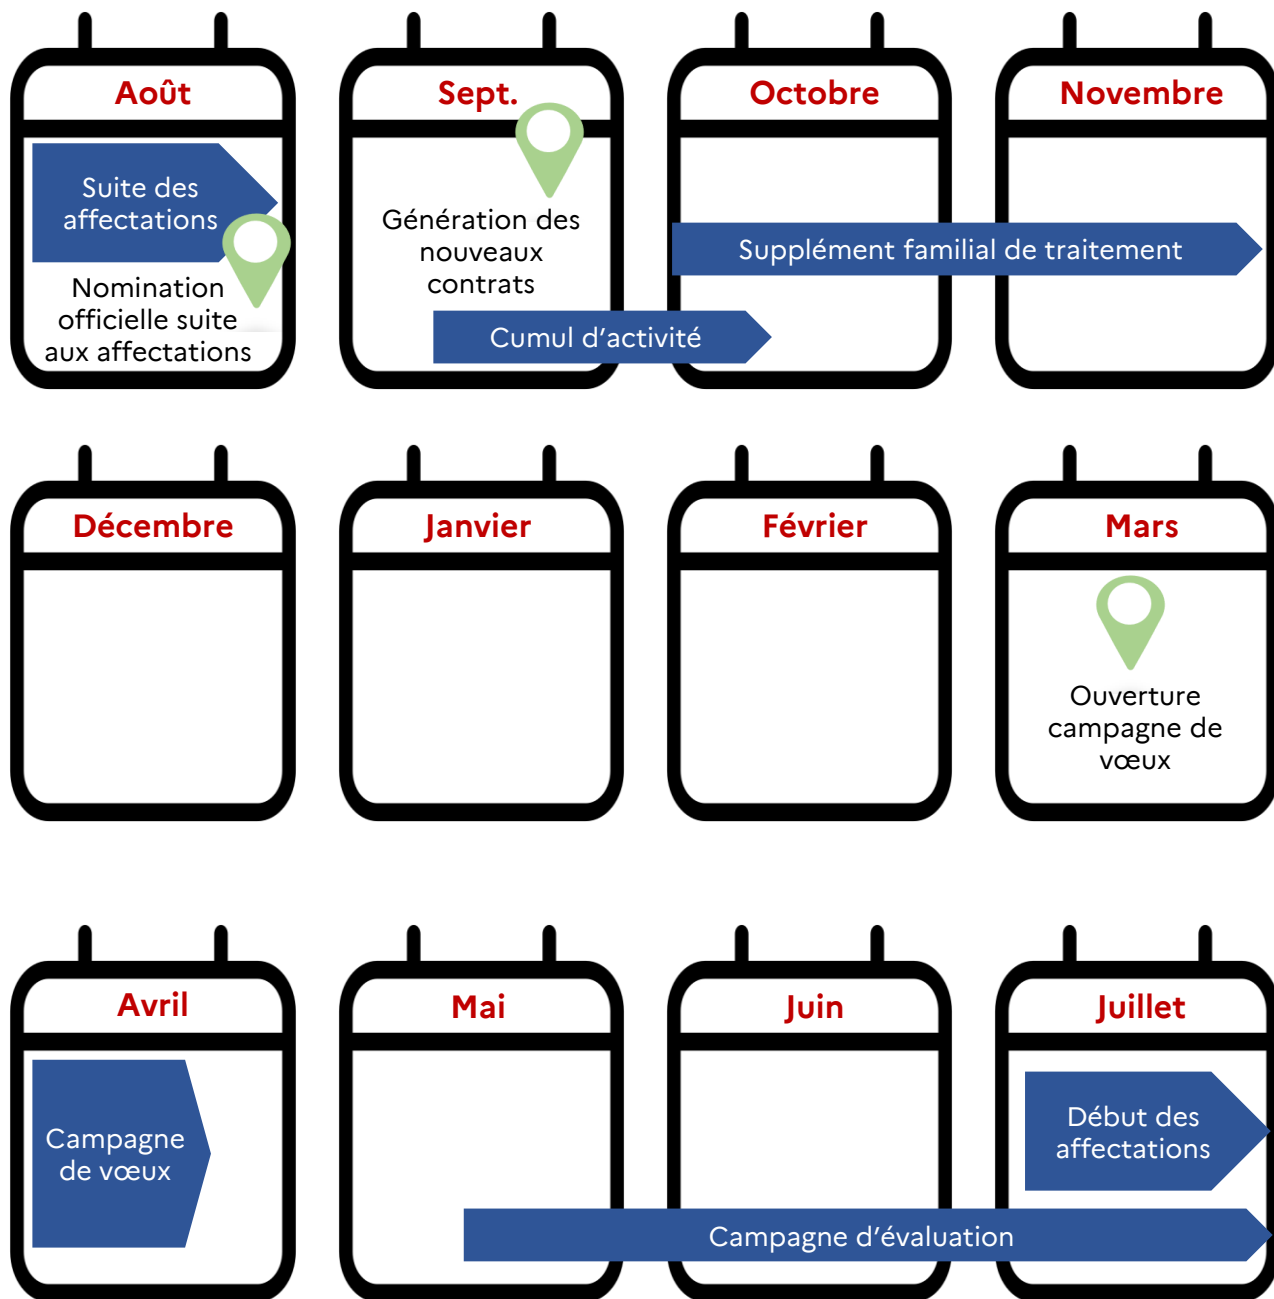 Août
Suite des
affectations
Nomination
officielle suite
aux affectations
Sept.
Génération des
nouveaux
contrats
Cumul d’activité
Octobre
Supplément familial de traitement
Novembre
Décembre
Janvier
Février
Mars
Ouverture
campagne de
vœux
Avril
Campagne
de vœux
Mai
Juin
Campagne d’évaluation
Juillet
Début des
affectations